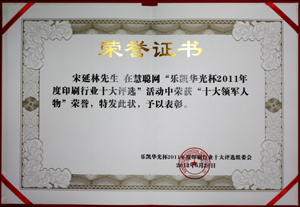 荣誉证书
宋延林先生 在慧聪网“乐凯华光杯2011年
度印刷行业十大评选”活动中荣获“十大领军人
物”荣誉，特发此状，予以表彰。
乐凯华光杯2011年度印刷行业十大评选组委会